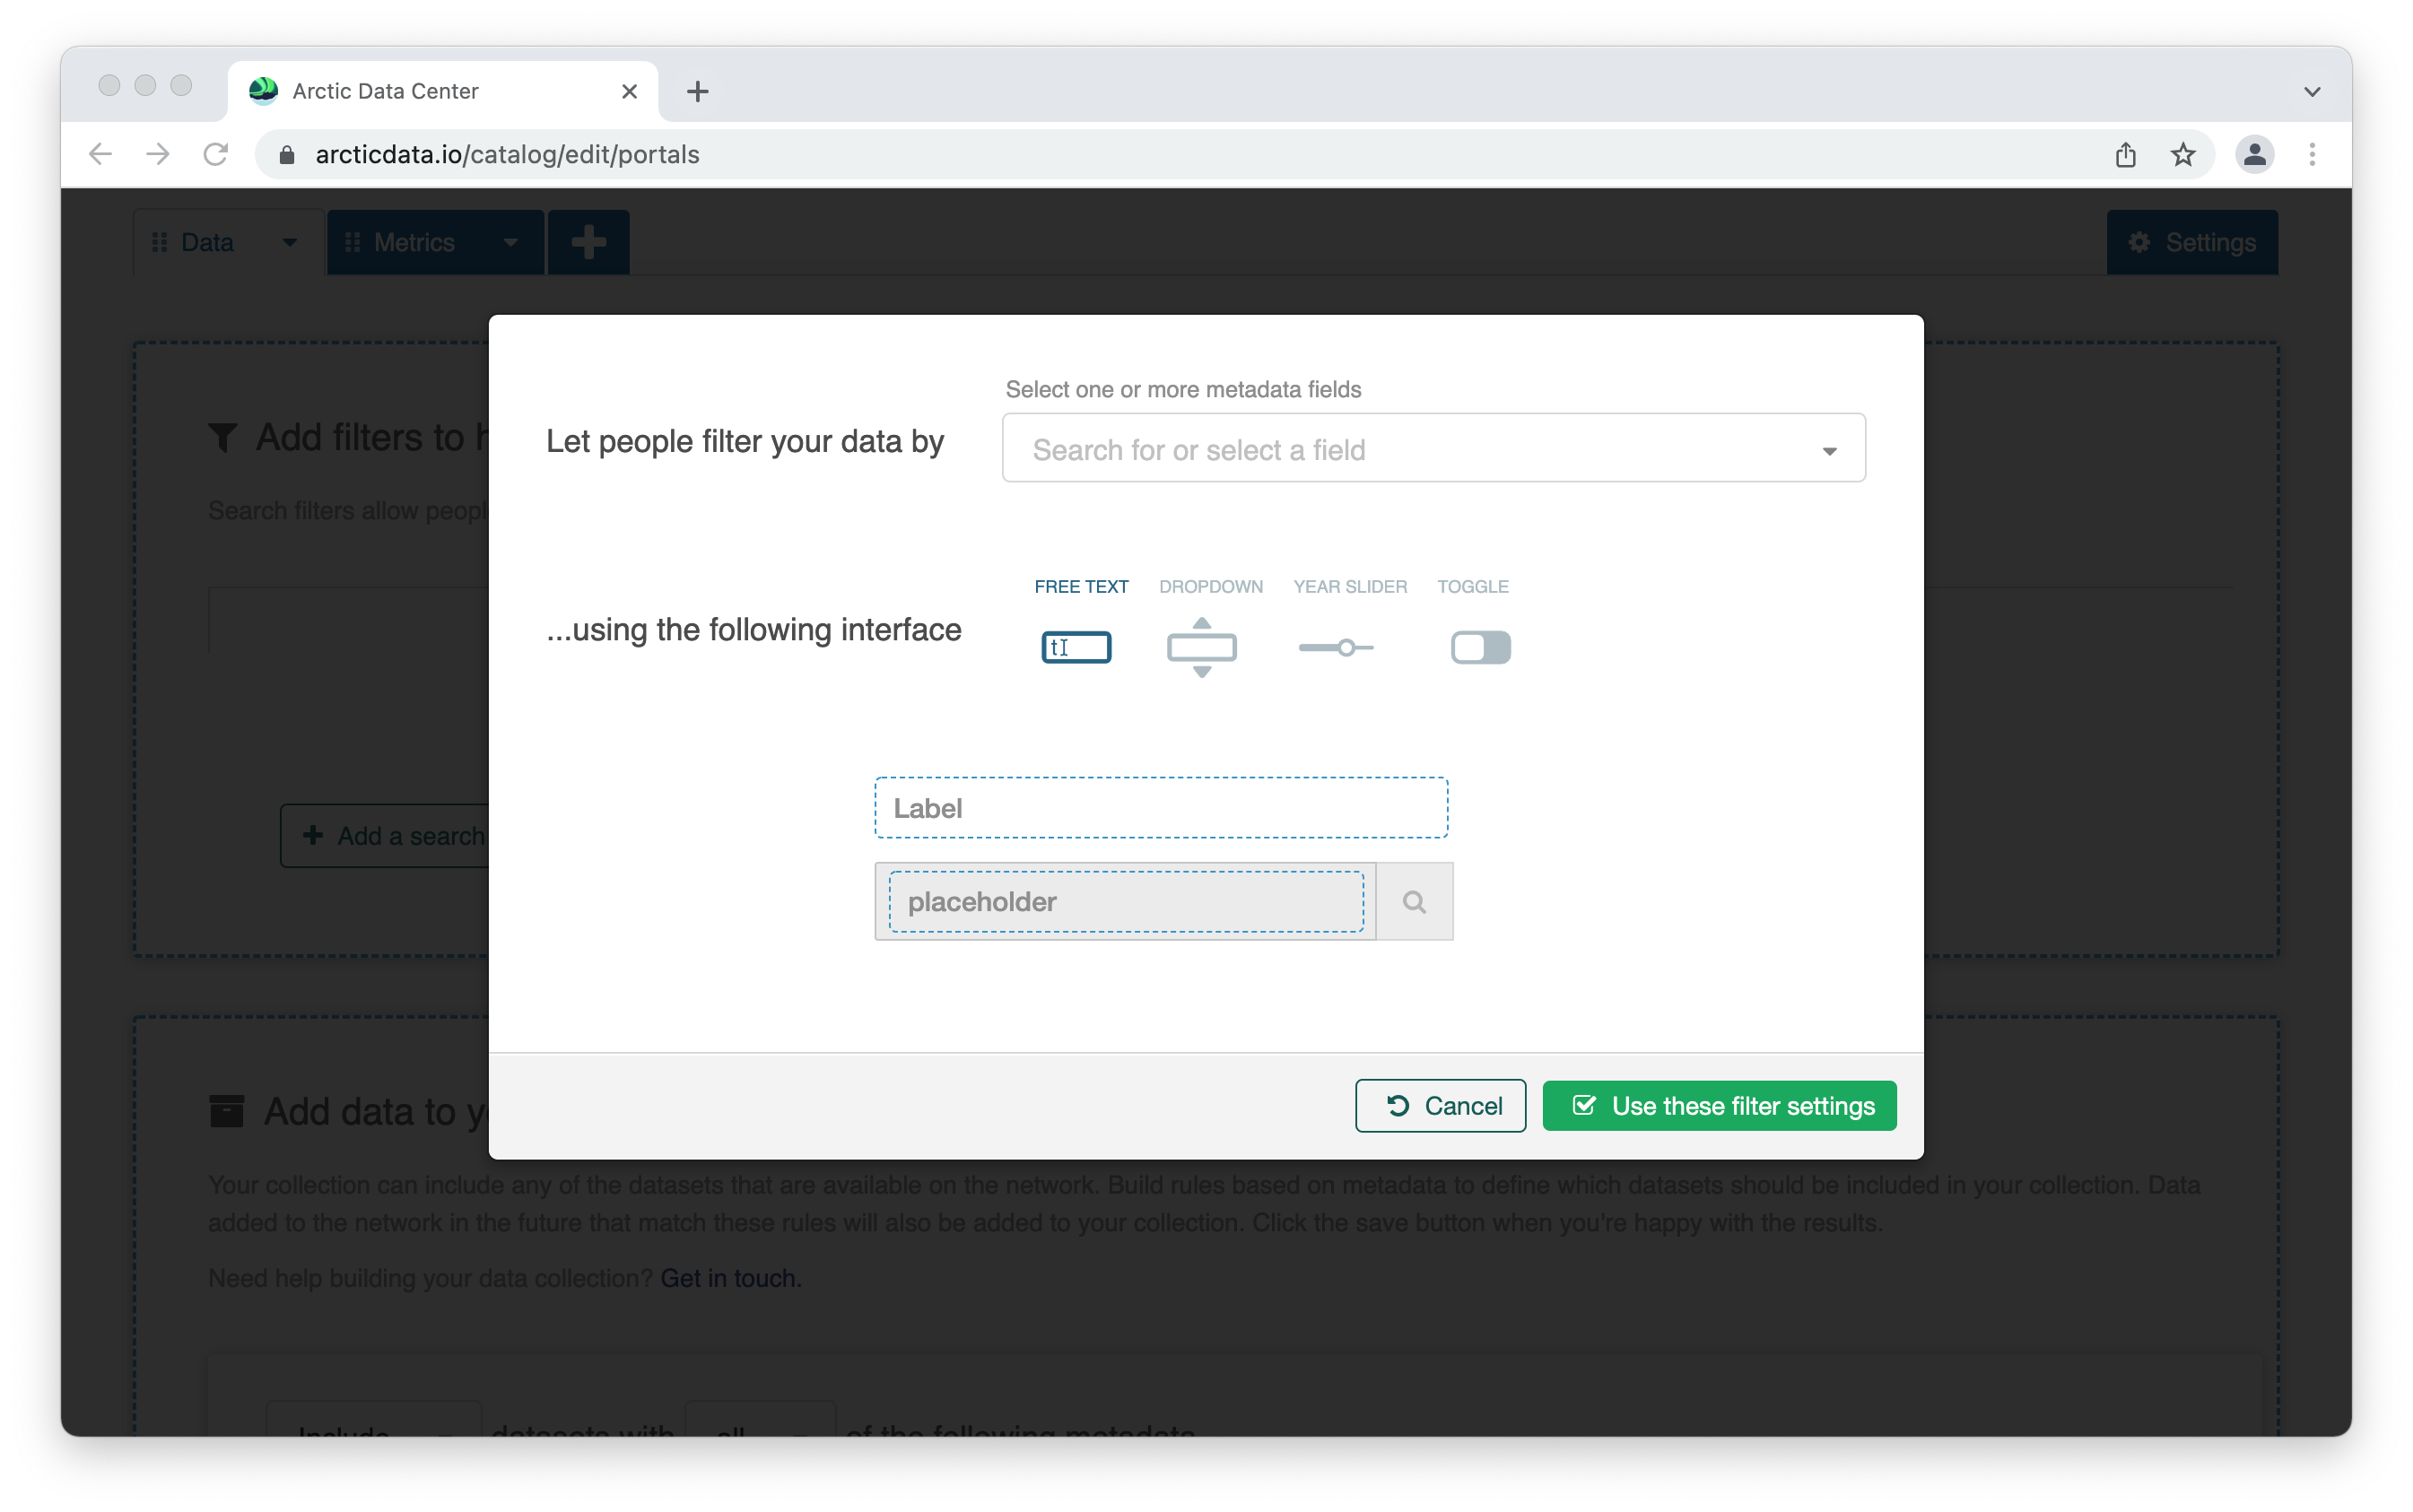 Arctic Data Center
arcticdata.io/catalog/edit/portals
Data
Metrics
Settings
Select one or more metadata fields
Let people filter your data by
Search for or select a field
Add filters to h
Search filters allow peopl
FREE TEXT DROPDOWN YEAR SLIDER TOGGLE
...using the following interface
t
Label
Add a search
placeholder
Cancel
Use these filter settings
Add data to y
Your collection can include any of the datasets that are available on the network. Build rules based on metadata to define which datasets should be included in your collection. Data
added to the network in the future that match these rules will also be added to your collection. Click the save button when you're happy with the results.
Need help building your data collection? Get in touch.
Include datasets with all of the following metadata